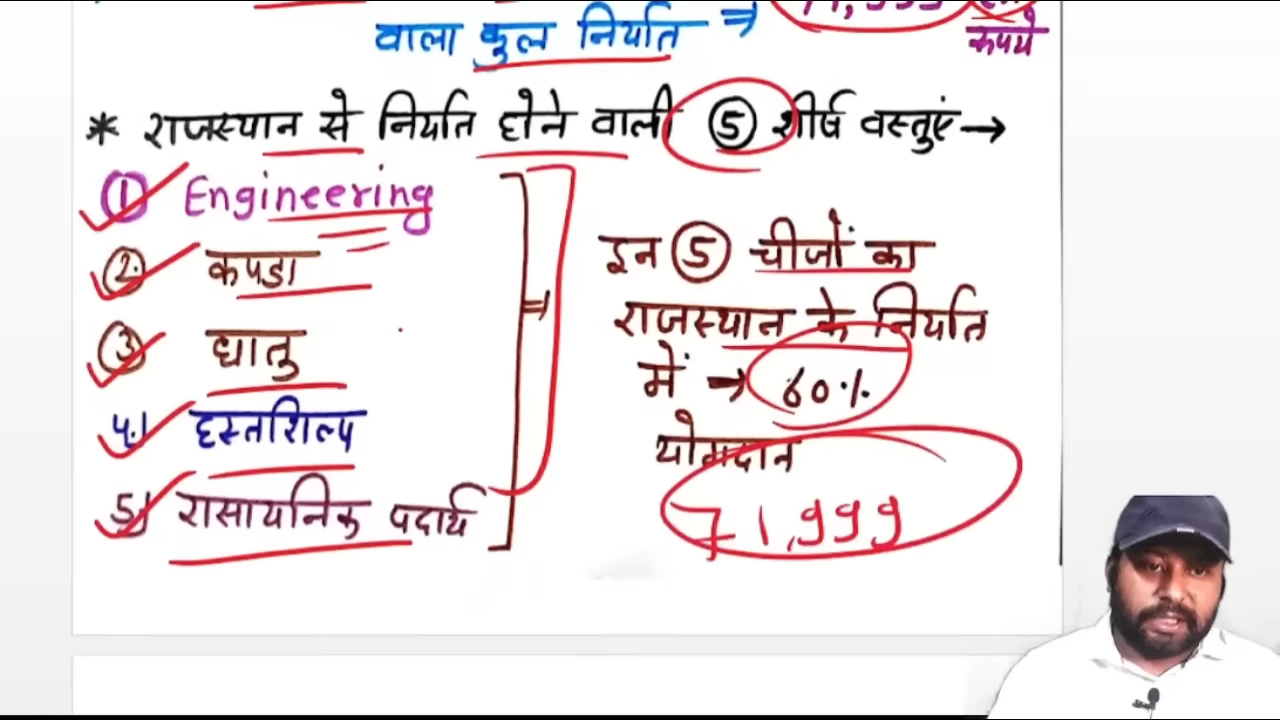 वाला कुल निर्यात ⇒
रूपये
* राजस्थान से निर्यात होने वाली ⑤ शीर्ष वस्तुएं →
① Engineering
② कपडा
③ धातु
4.) हस्तशिल्प
5.) रासायनिक पदार्थ
इन ⑤ चीजों का
राजस्थान के निर्यात
में → 60%
योगदान
71,999